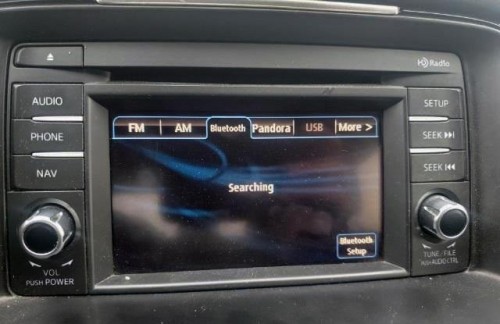 HD Radio
AUDIO
SETUP
FM AM Bluetooth Pandora USB More >
PHONE
SEEK
Searching
NAV
SEEK
Bluetooth
Setup
VOL
PUSH POWER
TUNE/FILE
PUSH AUDIO CTRL